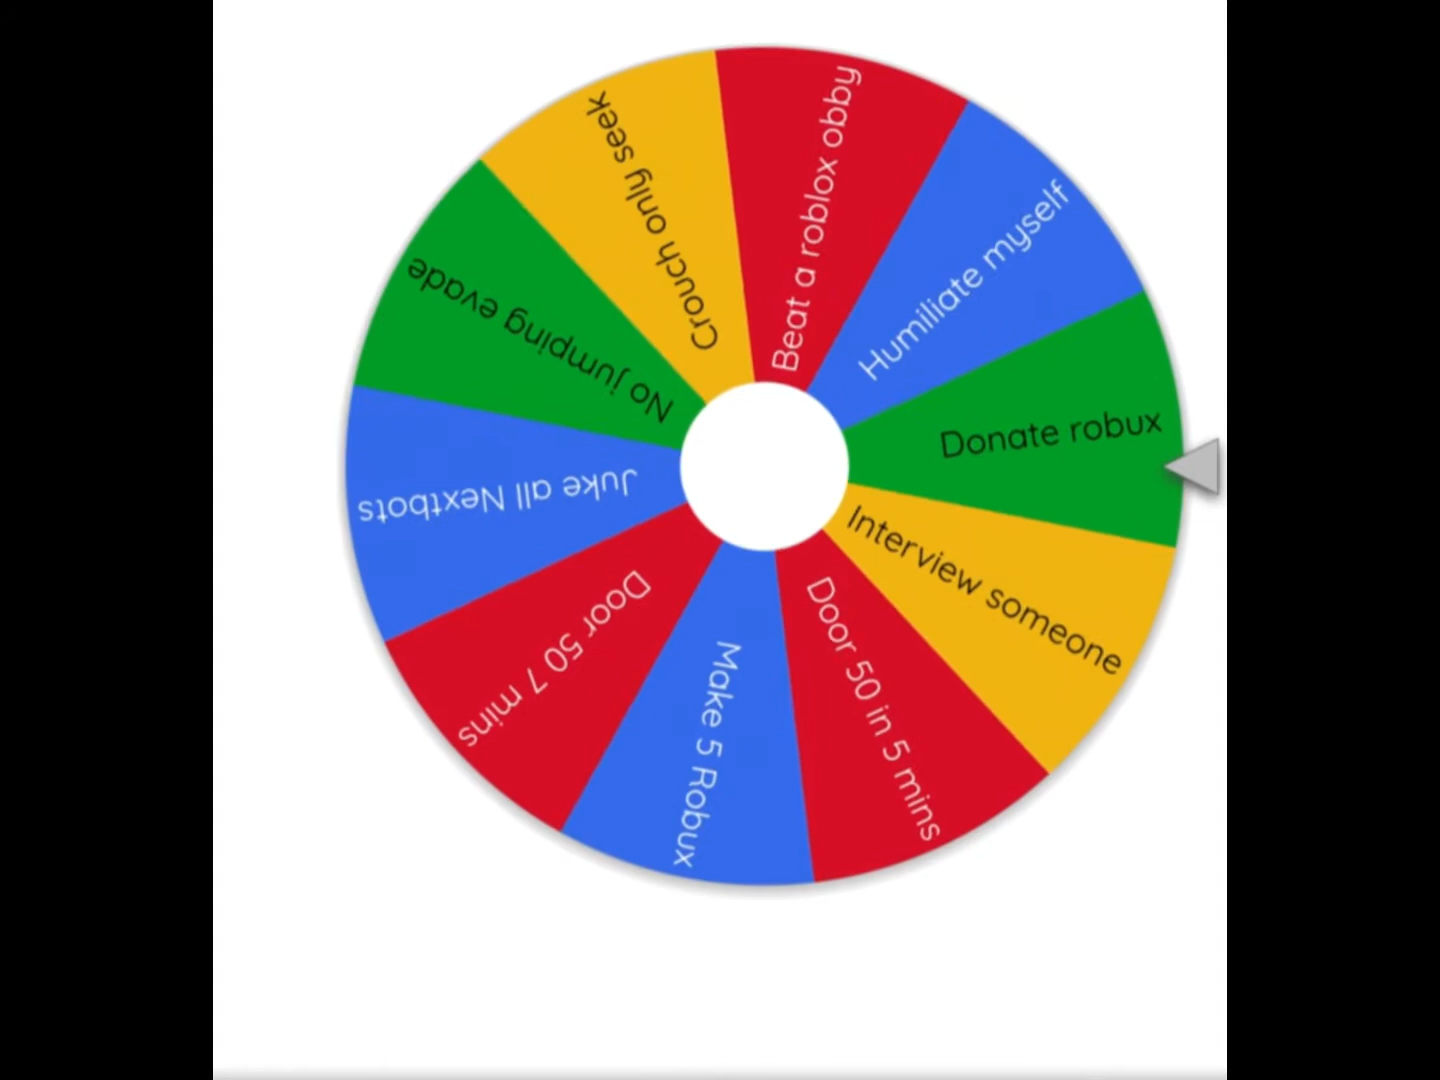 Beat a roblox obby
Humiliate myself
Donate robux
Interview someone
Door 50 in 5 mins
Make 5 Robux
Door 50 7 mins
Juke all Nextbots
No jumping evade
Crouch only seek